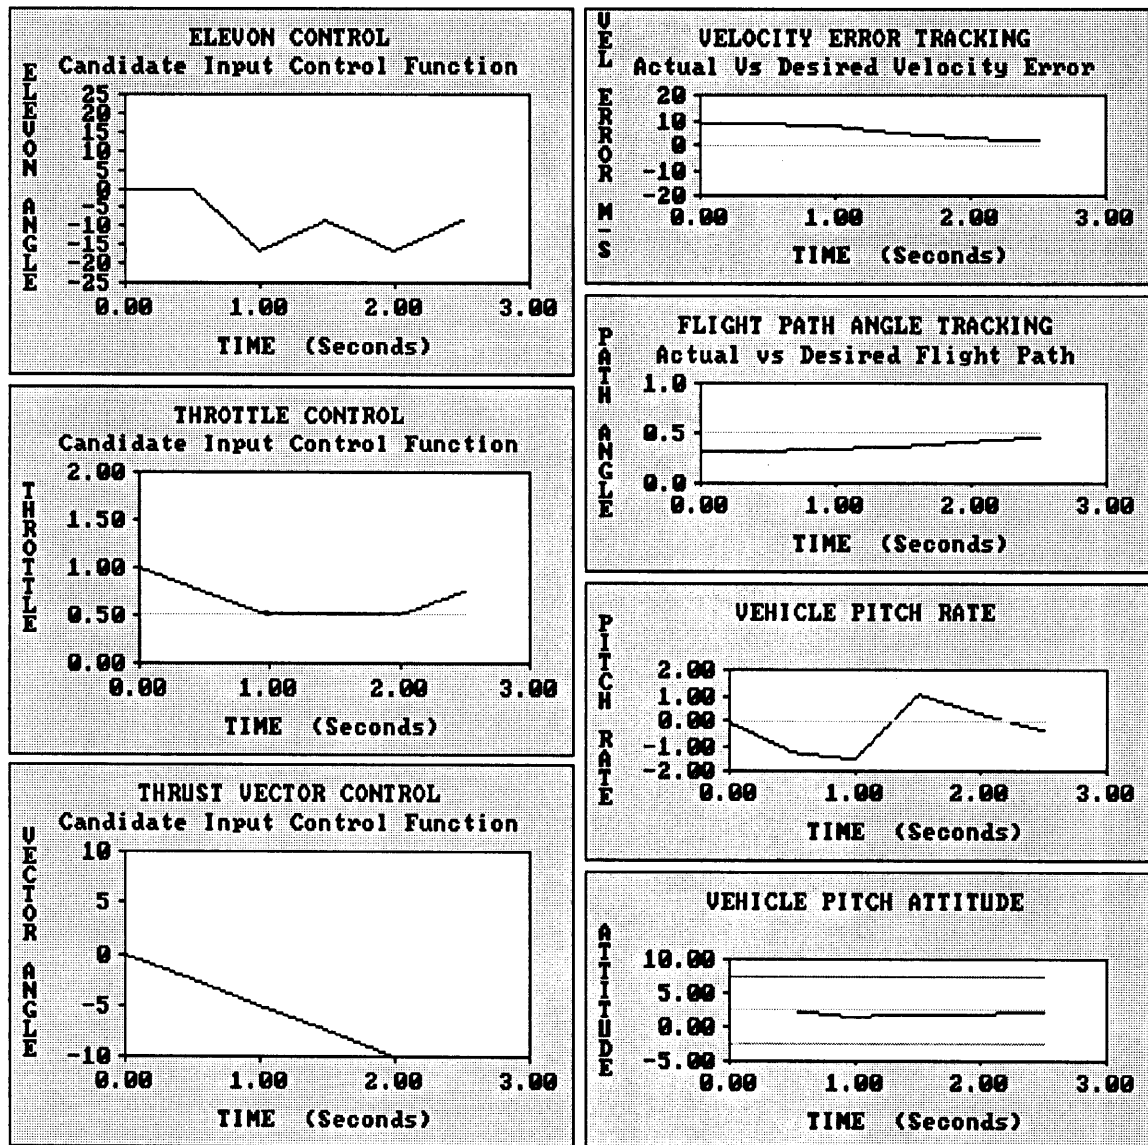 ELEVON CONTROL
Candidate Input Control Function
ELEVON ANGLE
25
20
15
10
5
0
-5
-10
-15
-20
-25
0.00 1.00 2.00 3.00
TIME (Seconds)
THROTTLE CONTROL
Candidate Input Control Function
THROTTLE
2.00
1.50
1.00
0.50
0.00
0.00 1.00 2.00 3.00
TIME (Seconds)
THRUST VECTOR CONTROL
Candidate Input Control Function
VECTOR ANGLE
10
5
0
-5
-10
0.00 1.00 2.00 3.00
TIME (Seconds)
VELOCITY ERROR TRACKING
Actual Vs Desired Velocity Error
VEL ERROR M-S
20
10
0
-10
-20
0.00 1.00 2.00 3.00
TIME (Seconds)
FLIGHT PATH ANGLE TRACKING
Actual vs Desired Flight Path
PATH ANGLE
1.0
0.5
0.0
0.00 1.00 2.00 3.00
TIME (Seconds)
VEHICLE PITCH RATE
PITCH RATE
2.00
1.00
0.00
-1.00
-2.00
0.00 1.00 2.00 3.00
TIME (Seconds)
VEHICLE PITCH ATTITUDE
ATTITUDE
10.00
5.00
0.00
-5.00
0.00 1.00 2.00 3.00
TIME (Seconds)